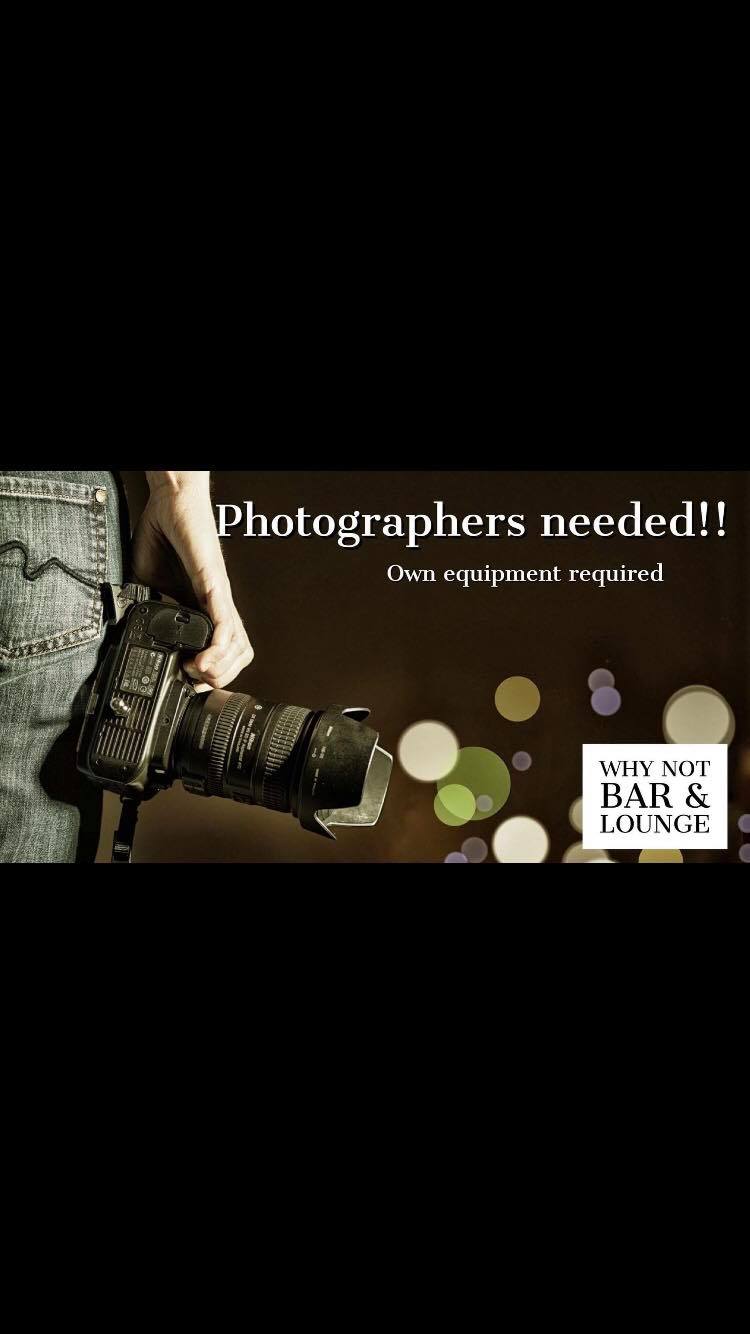 Photographers needed!!
Own equipment required
WHY NOT
BAR &
LOUNGE